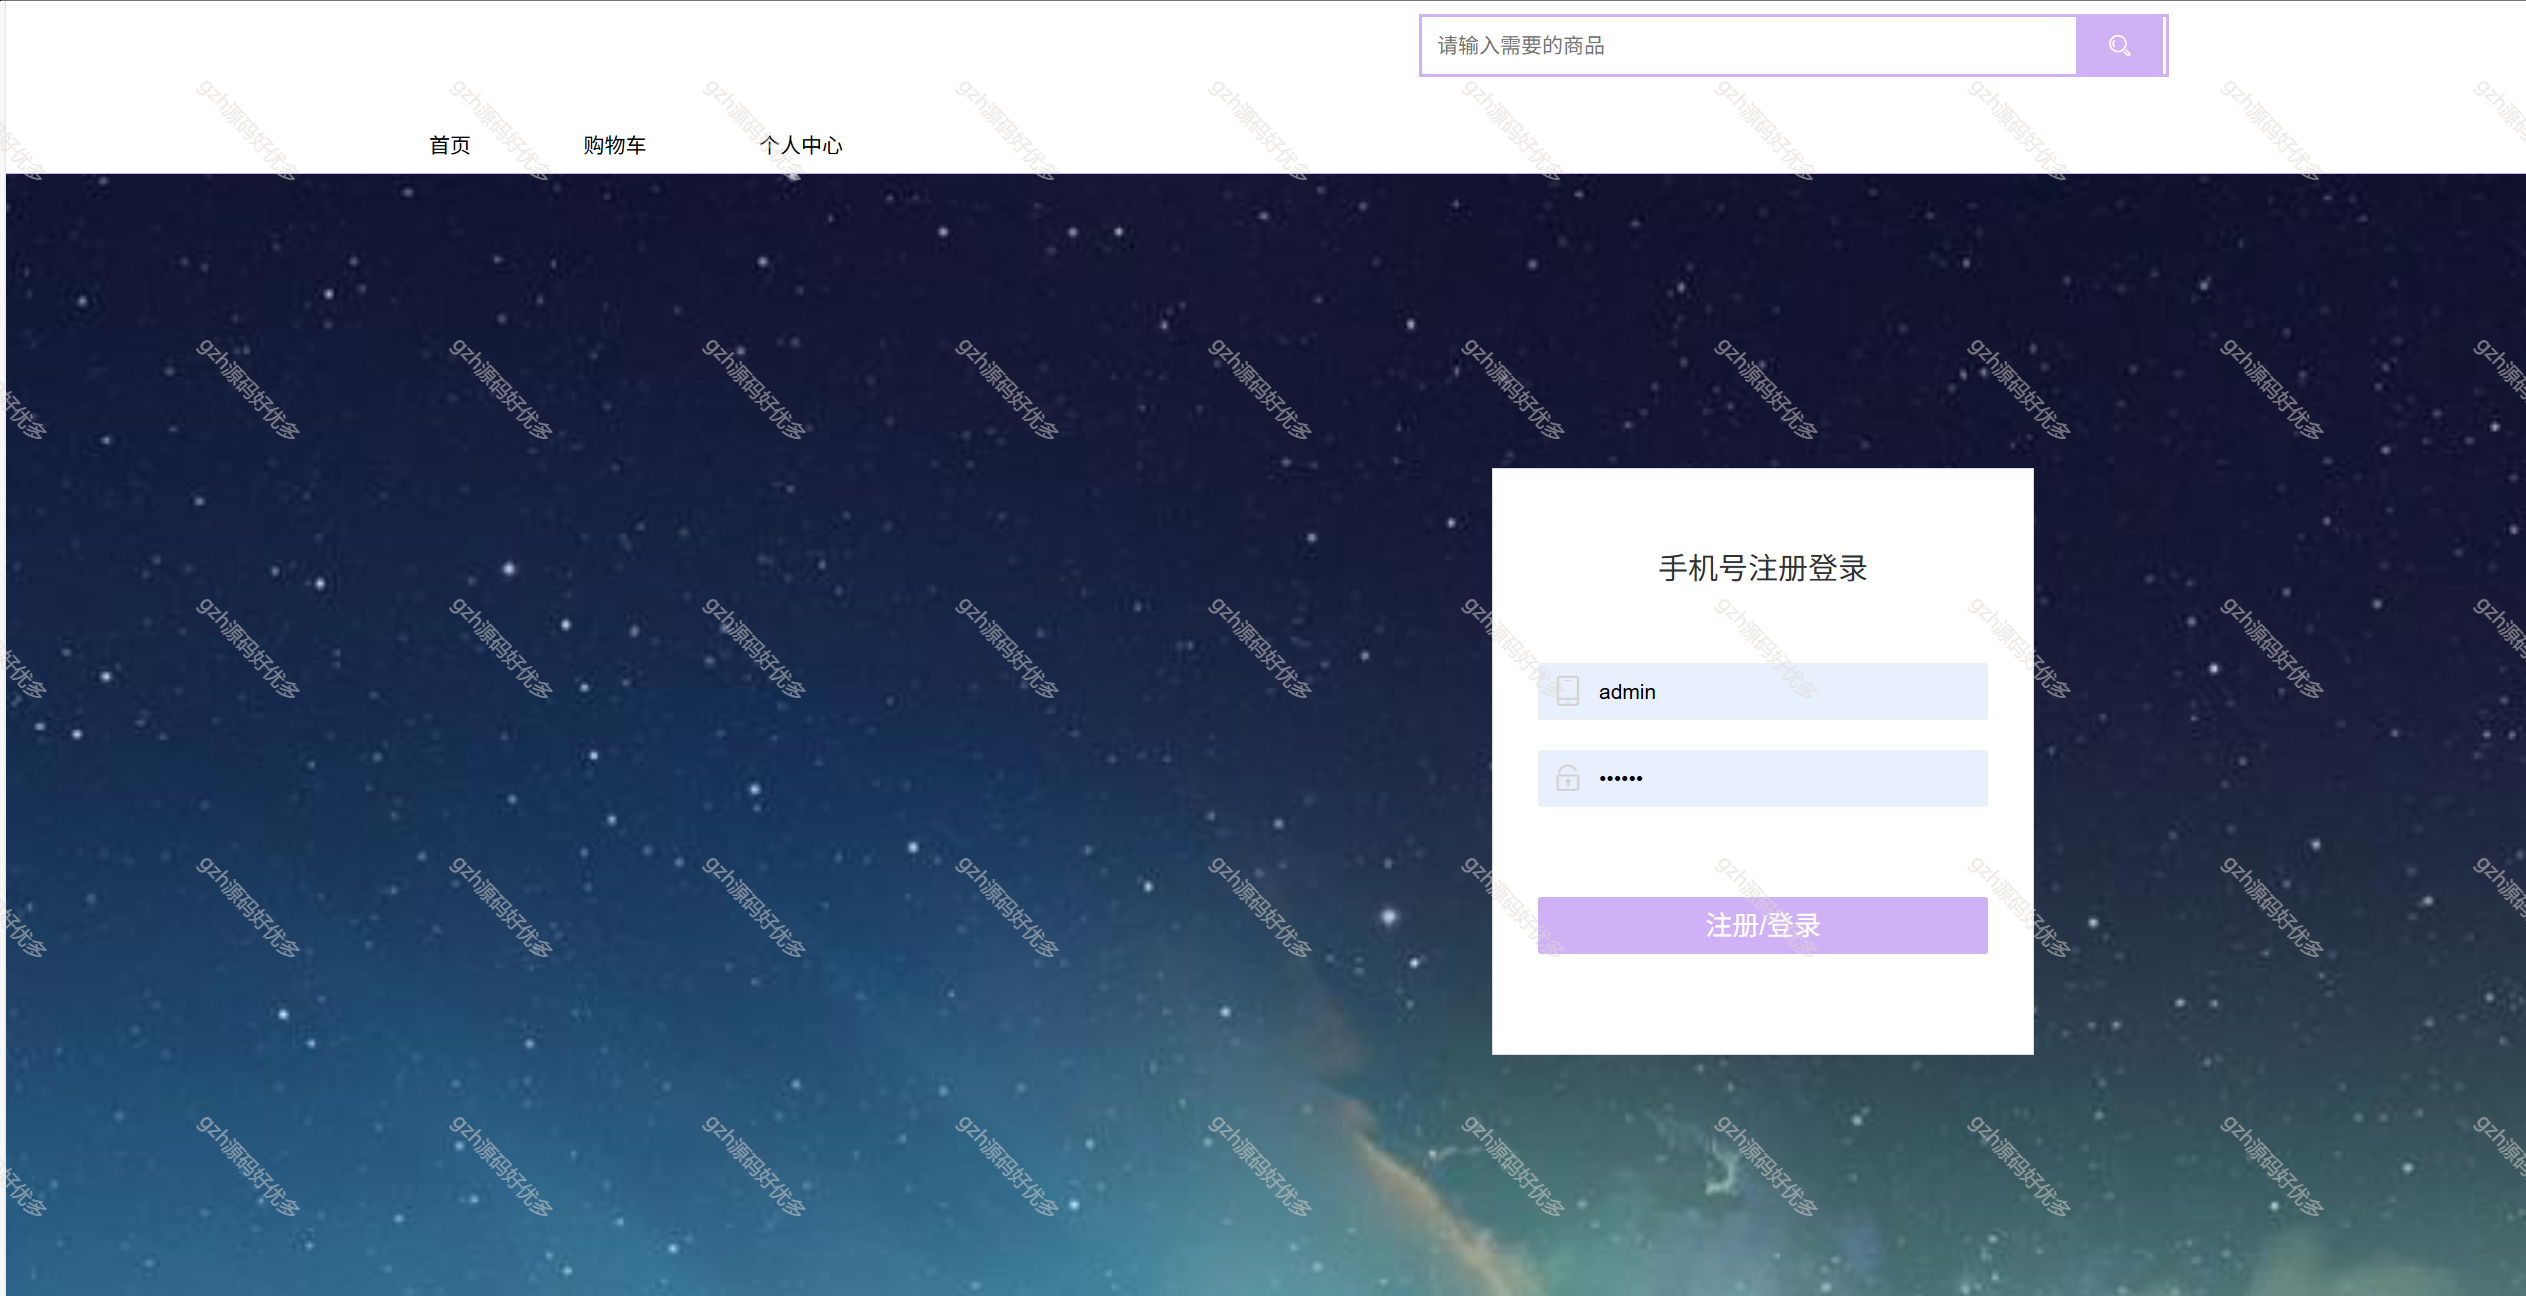 请输入需要的商品
首页 购物车 个人中心
手机号注册登录
admin
••••••
注册/登录
gzh源码好优多